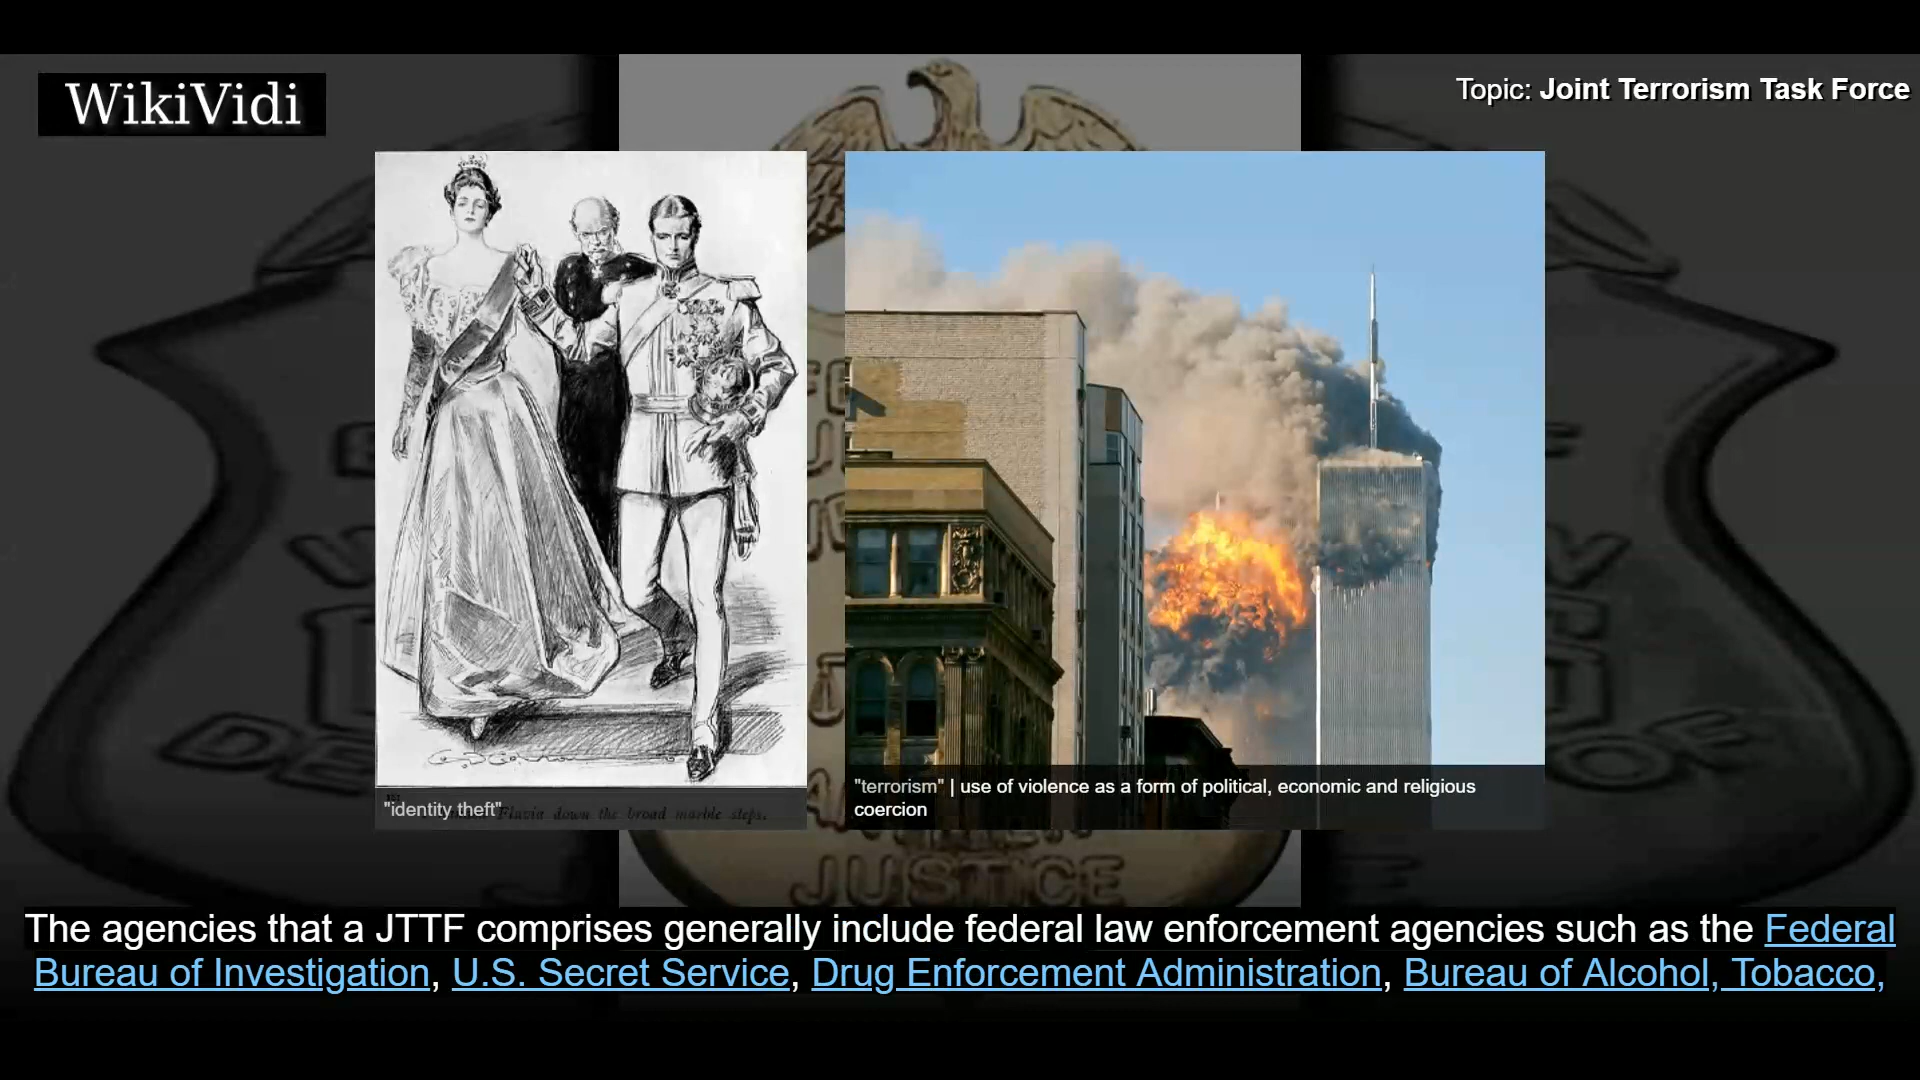 WikiVidi
Topic: Joint Terrorism Task Force
"identity theft"
Flavia down the broad marble steps.
"terrorism" | use of violence as a form of political, economic and religious
coercion
JUSTICE
The agencies that a JTTF comprises generally include federal law enforcement agencies such as the Federal
Bureau of Investigation, U.S. Secret Service, Drug Enforcement Administration, Bureau of Alcohol, Tobacco,